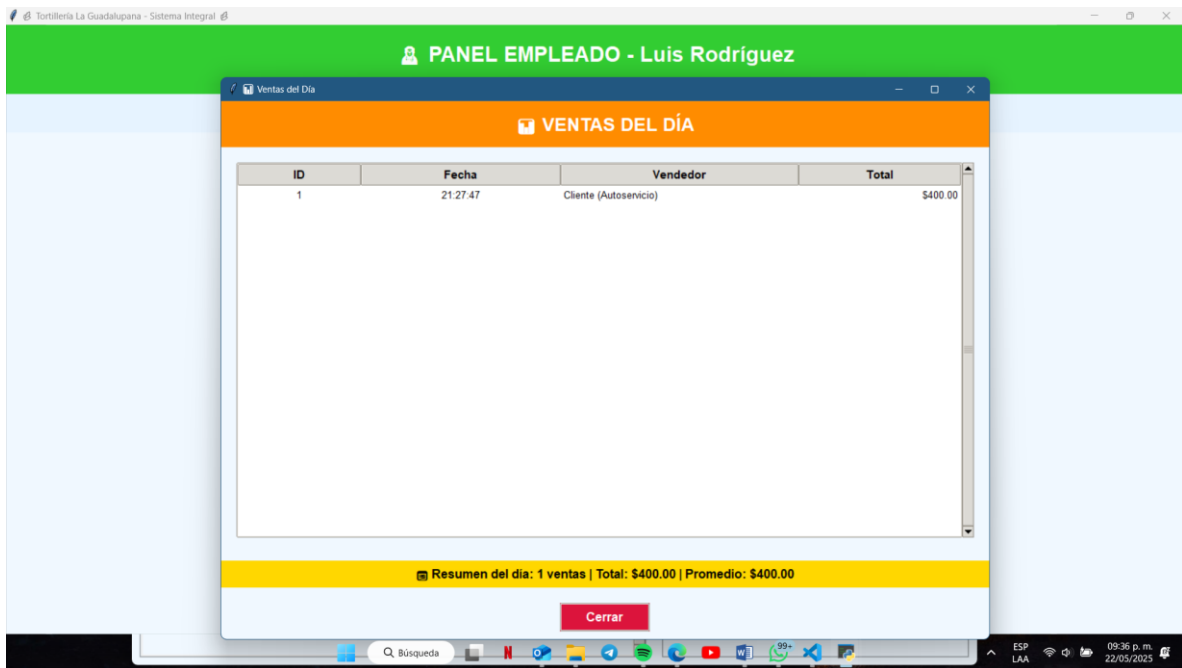 Tortillería La Guadalupana - Sistema Integral
PANEL EMPLEADO - Luis Rodríguez
Ventas del Día
VENTAS DEL DÍA
ID Fecha Vendedor Total
1 21:27:47 Cliente (Autoservicio) $400.00
Resumen del día: 1 ventas | Total: $400.00 | Promedio: $400.00
Cerrar
Búsqueda
99+
ESP
LAA
09:36 p. m.
22/05/2025